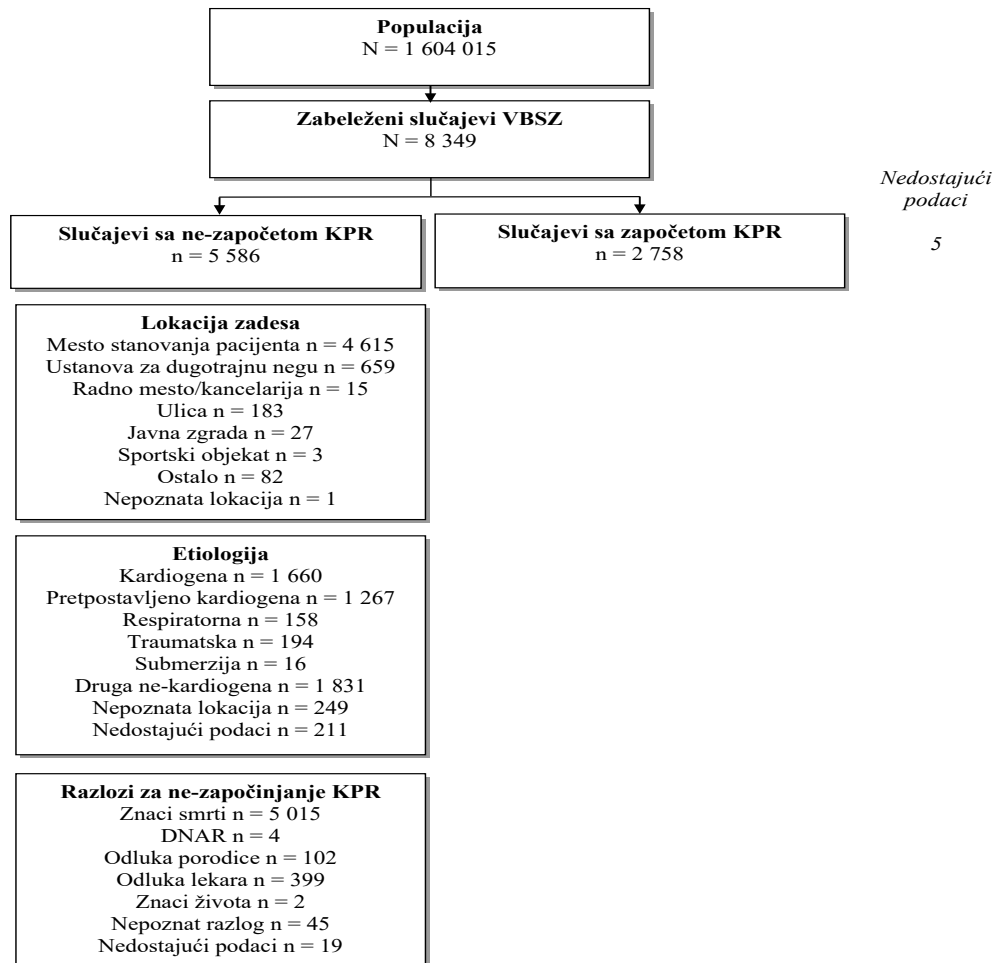 Populacija
N = 1 604 015
Zabeleženi slučajevi VBSZ
N = 8 349
Nedostajući
podaci
Slučajevi sa ne-započetom KPR
n = 5 586
Slučajevi sa započetom KPR
n = 2 758
5
Lokacija zadesa
Mesto stanovanja pacijenta n = 4 615
Ustanova za dugotrajnu negu n = 659
Radno mesto/kancelarija n = 15
Ulica n = 183
Javna zgrada n = 27
Sportski objekat n = 3
Ostalo n = 82
Nepoznata lokacija n = 1
Etiologija
Kardiogena n = 1 660
Pretpostavljeno kardiogena n = 1 267
Respiratorna n = 158
Traumatska n = 194
Submerzija n = 16
Druga ne-kardiogena n = 1 831
Nepoznata lokacija n = 249
Nedostajući podaci n = 211
Razlozi za ne-započinjanje KPR
Znaci smrti n = 5 015
DNAR n = 4
Odluka porodice n = 102
Odluka lekara n = 399
Znaci života n = 2
Nepoznat razlog n = 45
Nedostajući podaci n = 19